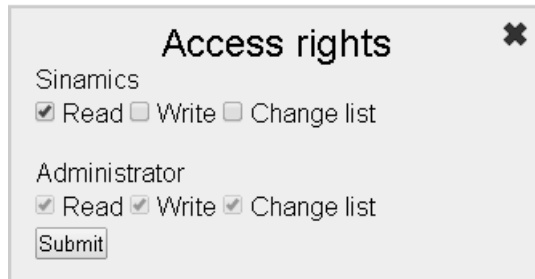 Access rights
Sinamics
Read Write Change list
Administrator
Read Write Change list
Submit